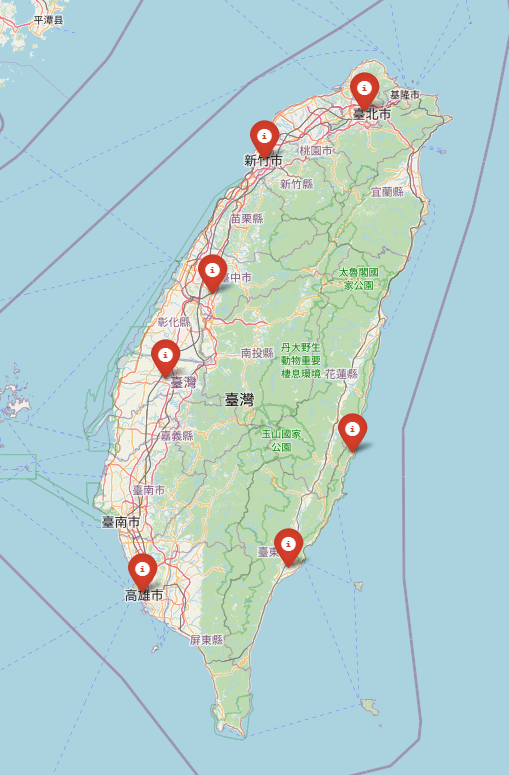 平潭县
基隆市
臺北市
桃園市
新竹市
新竹縣
宜蘭縣
苗栗縣
太魯閣國
家公園
臺中市
彰化縣
丹大野生
動物重要
棲息環境
南投縣
花蓮縣
臺灣
臺灣
嘉義縣
玉山國家
公園
臺南市
臺南市
臺東
高雄市
屏東縣